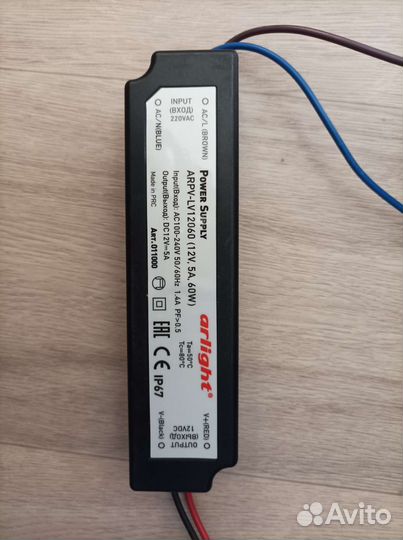 AC/N(BLUE)
INPUT
(ВХОД)
220VAC
AC/L (BROWN)
POWER SUPPLY
ARPV-LV12060 (12V, 5A, 60W)
Input(Вход): AC100-240V 50/60Hz 1.4A PF>0.5
Output(Выход): DC12V⎓5A
Made in PRC
ART. 011000
arlight®
Ta=50°C
Tc=80°C
EAC CE IP67
V-(Black)
OUTPUT
(ВЫХОД)
12VDC
V+(RED)
Avito